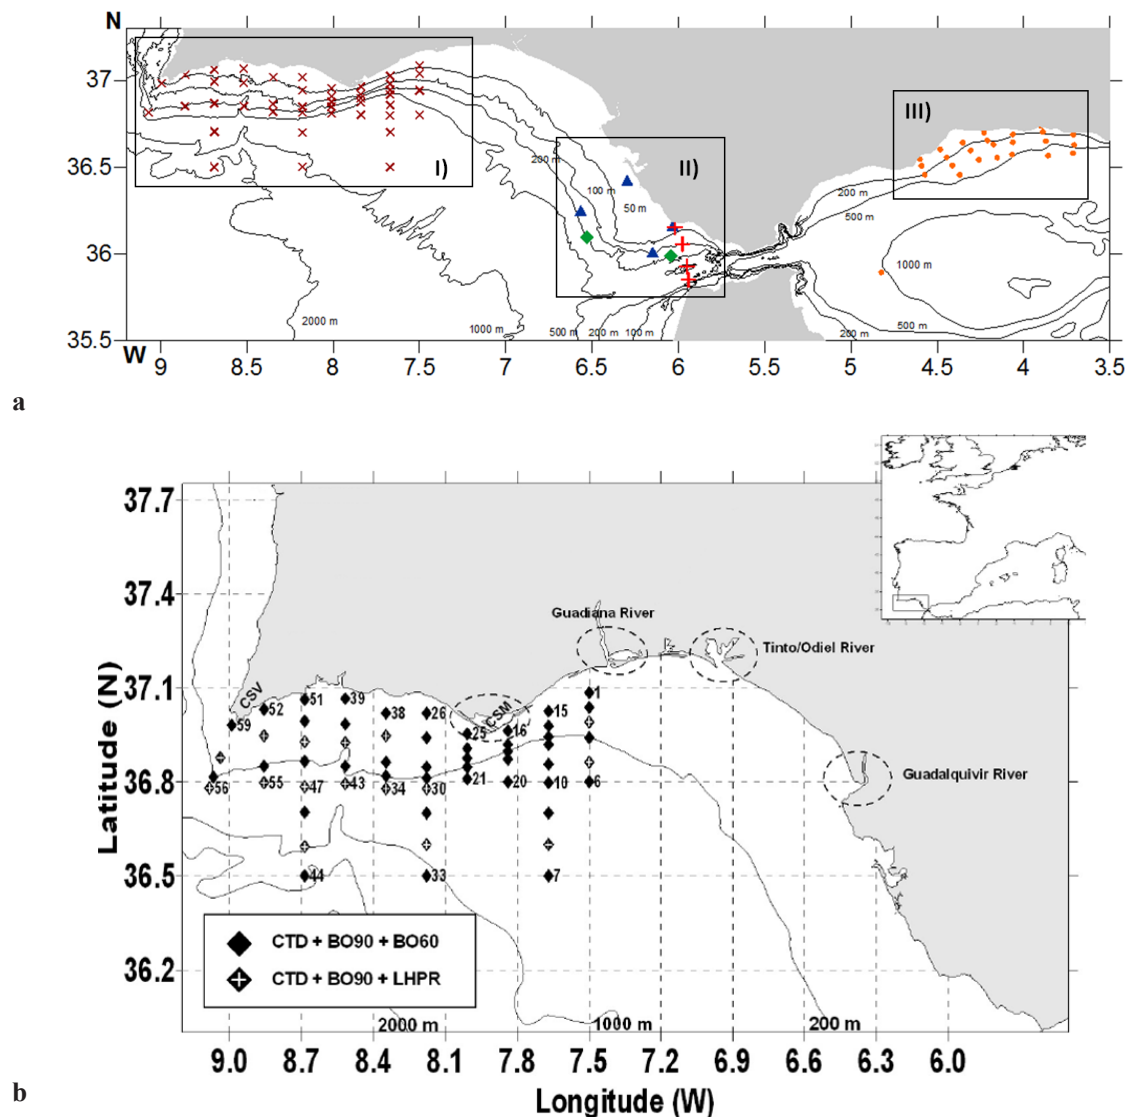 N
37
36.5
36
35.5
W
9
8.5
8
7.5
7
6.5
6
5.5
5
4.5
4
3.5
I)
II)
III)
200 m
100 m
50 m
200 m
500 m
1000 m
2000 m
1000 m
500 m
200 m
100 m
200 m
500 m
a
37.7
37.4
37.1
36.8
36.5
36.2
Latitude (N)
Guadiana River
Tinto/Odiel River
Guadalquivir River
CSV
CSM
59
52
51
39
38
26
25
16
15
1
56
55
47
43
34
30
21
20
10
6
44
33
7
CTD + BO90 + BO60
CTD + BO90 + LHPR
2000 m
1000 m
200 m
9.0
8.7
8.4
8.1
7.8
7.5
7.2
6.9
6.6
6.3
6.0
Longitude (W)
b